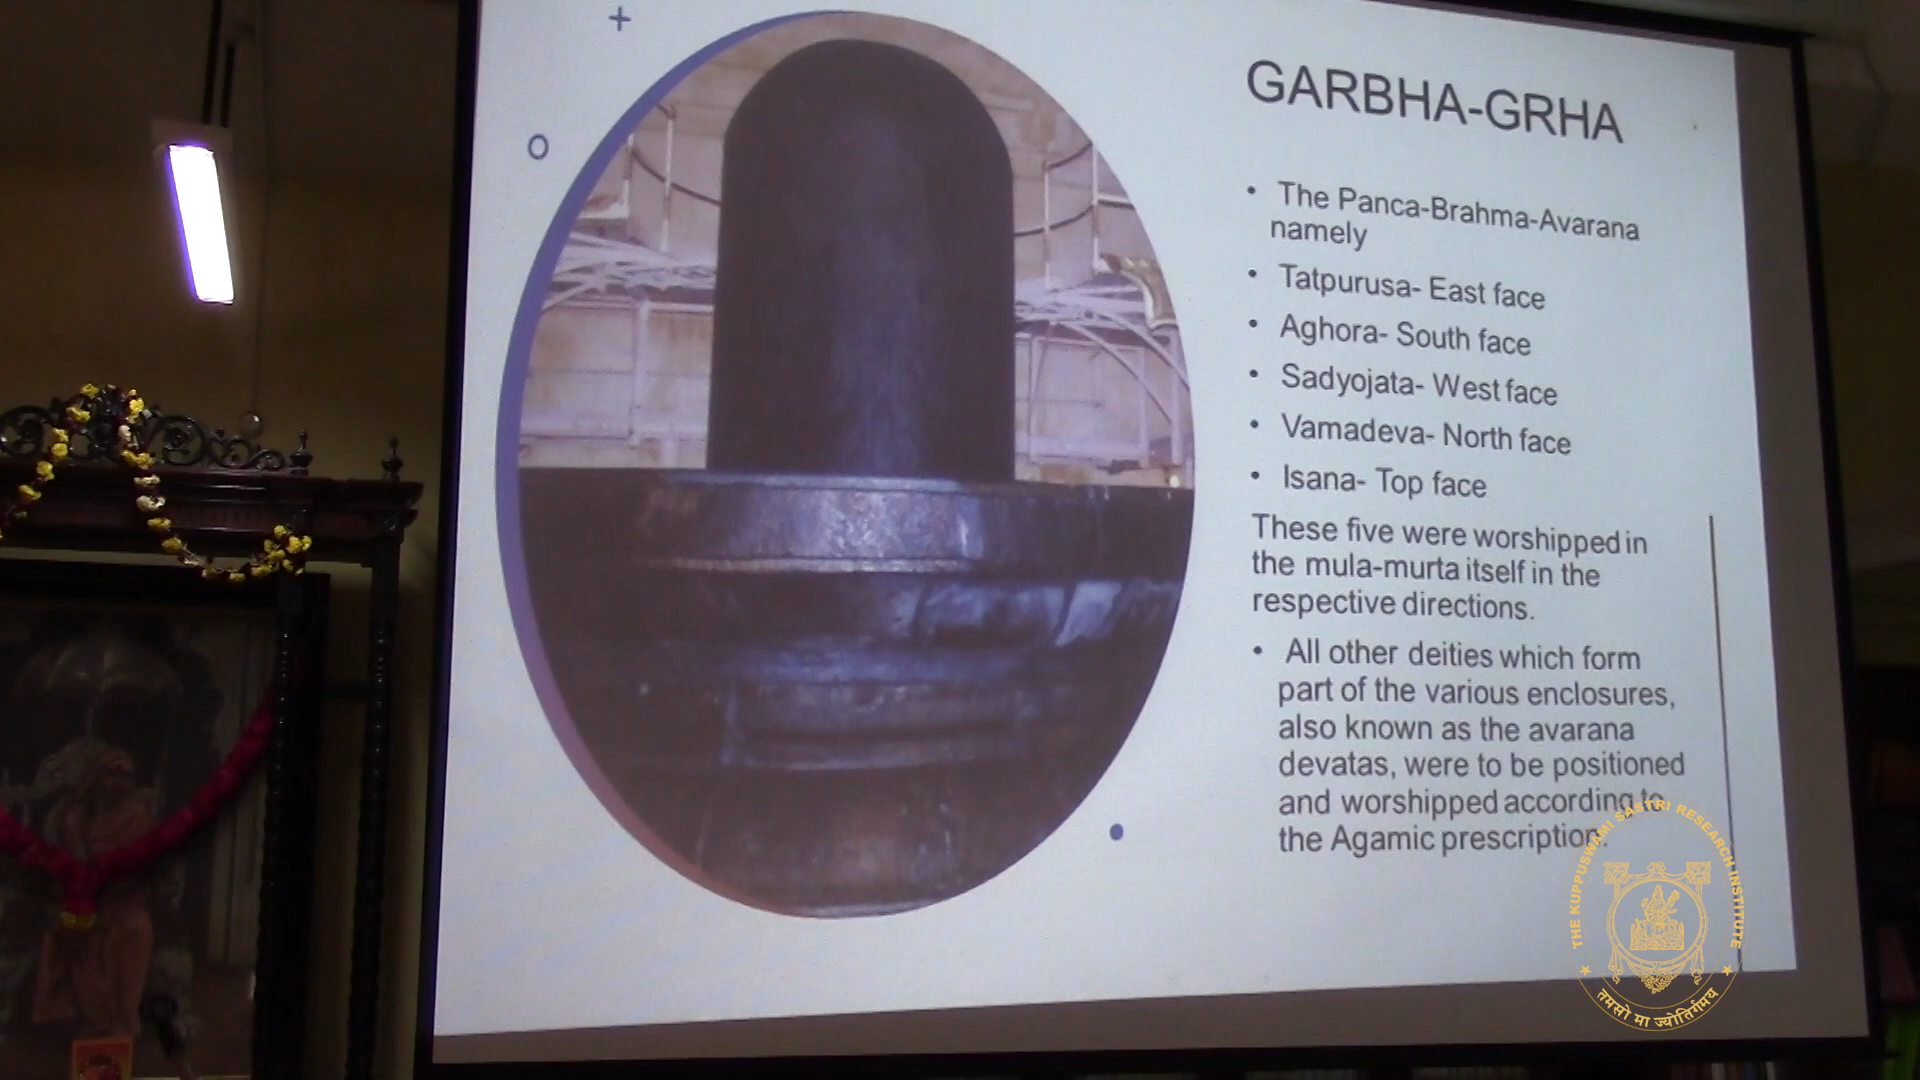 GARBHA-GRHA
• The Panca-Brahma-Avarana
namely
• Tatpurusa- East face
• Aghora- South face
• Sadyojata- West face
• Vamadeva- North face
• Isana- Top face
These five were worshipped in
the mula-murta itself in the
respective directions.
• All other deities which form
part of the various enclosures,
also known as the avarana
devatas, were to be positioned
and worshipped according to
the Agamic prescription.
THE KUPPUSWAMI SASTRI RESEARCH INSTITUTE
तमसो मा ज्योतिर्गमय